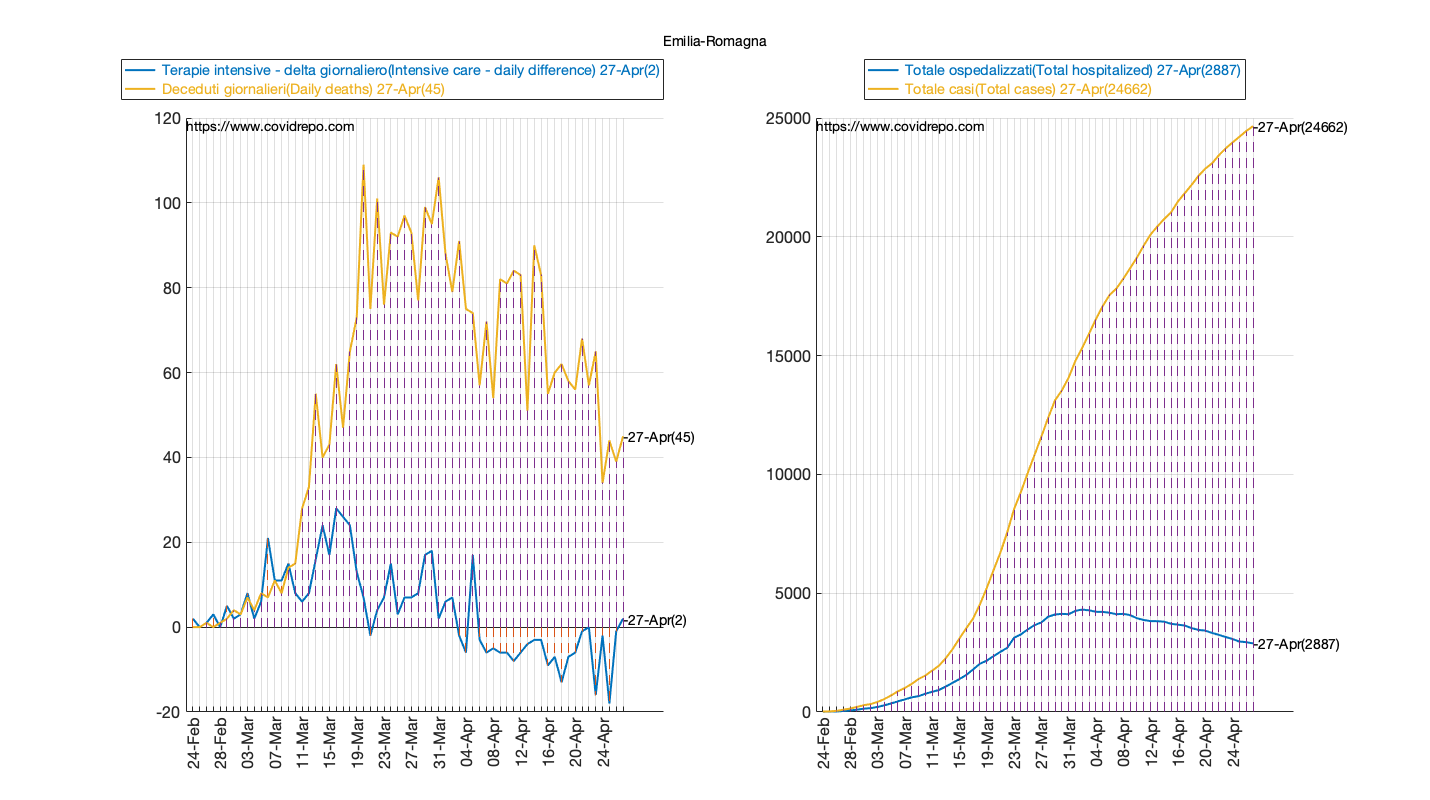 Emilia-Romagna
Terapie intensive - delta giornaliero(Intensive care - daily difference) 27-Apr(2)
Deceduti giornalieri(Daily deaths) 27-Apr(45)
https://www.covidrepo.com
120
100
80
60
40
20
0
-20
-27-Apr(45)
-27-Apr(2)
24-Feb
28-Feb
03-Mar
07-Mar
11-Mar
15-Mar
19-Mar
23-Mar
27-Mar
31-Mar
04-Apr
08-Apr
12-Apr
16-Apr
20-Apr
24-Apr
Totale ospedalizzati(Total hospitalized) 27-Apr(2887)
Totale casi(Total cases) 27-Apr(24662)
https://www.covidrepo.com
25000
20000
15000
10000
5000
0
-27-Apr(24662)
-27-Apr(2887)
24-Feb
28-Feb
03-Mar
07-Mar
11-Mar
15-Mar
19-Mar
23-Mar
27-Mar
31-Mar
04-Apr
08-Apr
12-Apr
16-Apr
20-Apr
24-Apr